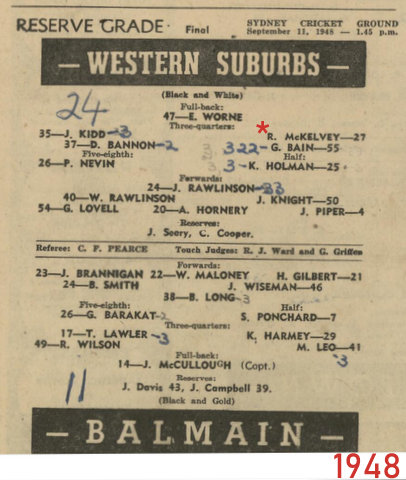 RESERVE GRADE Final SYDNEY CRICKET GROUND
September 11, 1948 — 1.45 p.m.
— WESTERN SUBURBS —
(Black and White)
24
Full-back:
47—E. WORNE
Three-quarters: *
35—J. KIDD-3 R. McKELVEY—27
37—D. BANNON-2 322-G. BAIN—55
Five-eighth: Half:
26—P. NEVIN 3-K. HOLMAN—25
Forwards:
24—J. RAWLINSON-33
40—W. RAWLINSON J. KNIGHT—50
54—G. LOVELL 20—A. HORNERY J. PIPER—4
Reserves:
J. Seery, C. Cooper.
Referee: C. F. PEARCE Touch Judges: R. J. Ward and G. Griffen
Forwards:
23—J. BRANNIGAN 22—W. MALONEY H. GILBERT—21
24—B. SMITH J. WISEMAN—46
38—B. LONG-3
Five-eighth: Half:
26—G. BARAKAT-2 S. PONCHARD—7
Three-quarters:
17—T. LAWLER-3 K. HARMEY—29
49—R. WILSON M. LEO—41
Full-back: -3
14—J. McCULLOUGH (Copt.)
Reserves:
11 J. Davis 43, J. Campbell 39.
(Black and Gold)
— BALMAIN —
1948